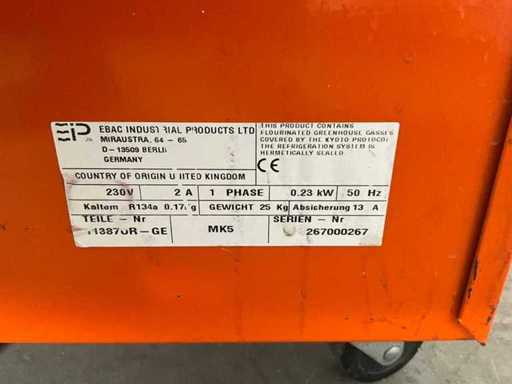 EIP
EBAC INDUSTRIAL PRODUCTS LTD
MIRAUSTRA, 64 - 65
D-13509 BERLIN
GERMANY
THIS PRODUCT CONTAINS
FLOURINATED GREENHOUSE GASSES
COVERED BY THE KYOTO PROTOCOL
THE REFRIGERATION SYSTEM IS
HERMETICALLY SEALED
CE
COUNTRY OF ORIGIN UNITED KINGDOM
230V 2 A 1 PHASE 0.23 kW 50 Hz
Kaltem R134a GEWICHT 25 Kg Absicherung 13 A
TEILE - Nr MK5 SERIEN - Nr
267000267